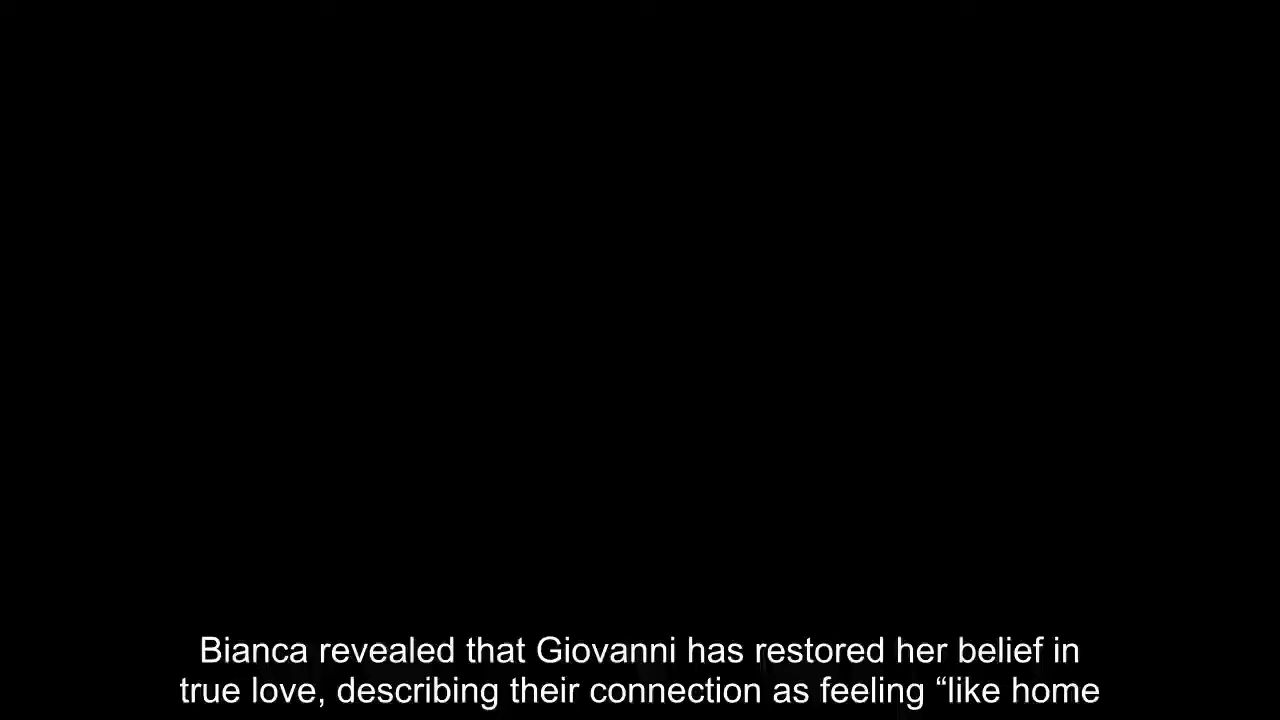 Bianca revealed that Giovanni has restored her belief in
true love, describing their connection as feeling “like home